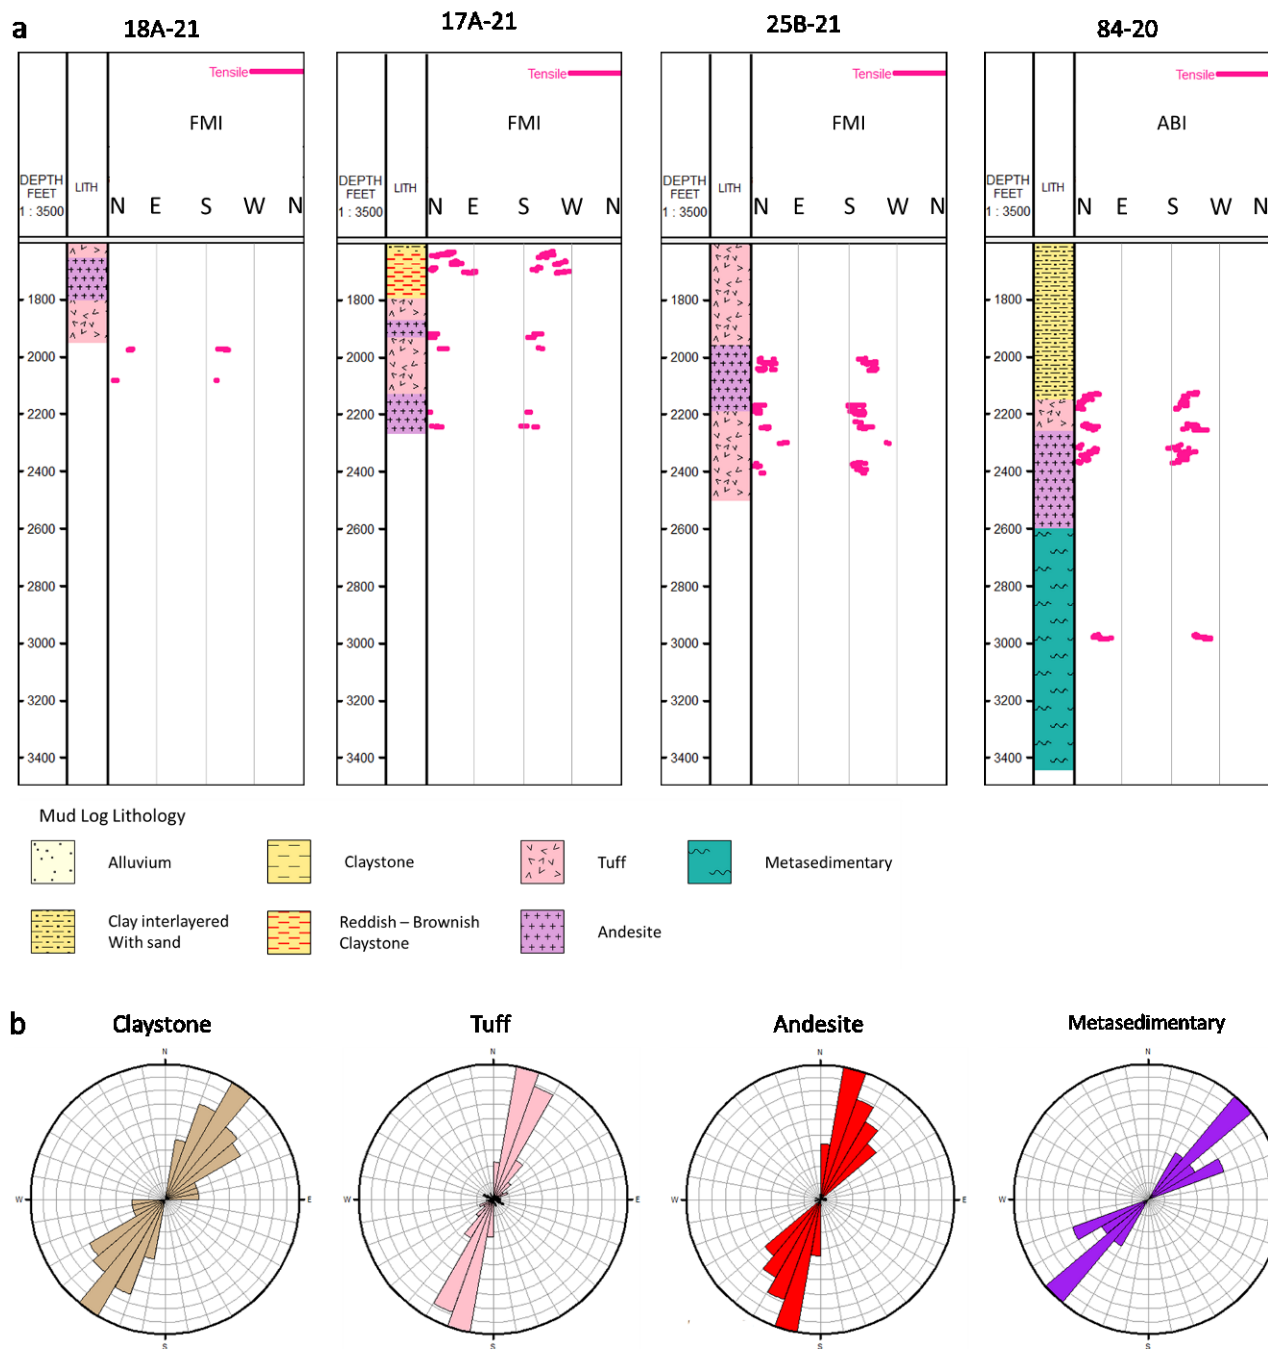 a
18A-21
17A-21
25B-21
84-20
Tensile
FMI
DEPTH
FEET
1 : 3500
LITH
N E S W N
1800
2000
2200
2400
2600
2800
3000
3200
3400
Tensile
FMI
DEPTH
FEET
1 : 3500
LITH
N E S W N
1800
2000
2200
2400
2600
2800
3000
3200
3400
Tensile
FMI
DEPTH
FEET
1 : 3500
LITH
N E S W N
1800
2000
2200
2400
2600
2800
3000
3200
3400
Tensile
ABI
DEPTH
FEET
1 : 3500
LITH
N E S W N
1800
2000
2200
2400
2600
2800
3000
3200
3400
Mud Log Lithology
Alluvium
Claystone
Tuff
Metasedimentary
Clay interlayered
With sand
Reddish – Brownish
Claystone
Andesite
b
Claystone
N
W E
S
Tuff
N
W E
S
Andesite
N
W E
S
Metasedimentary
N
W E
S